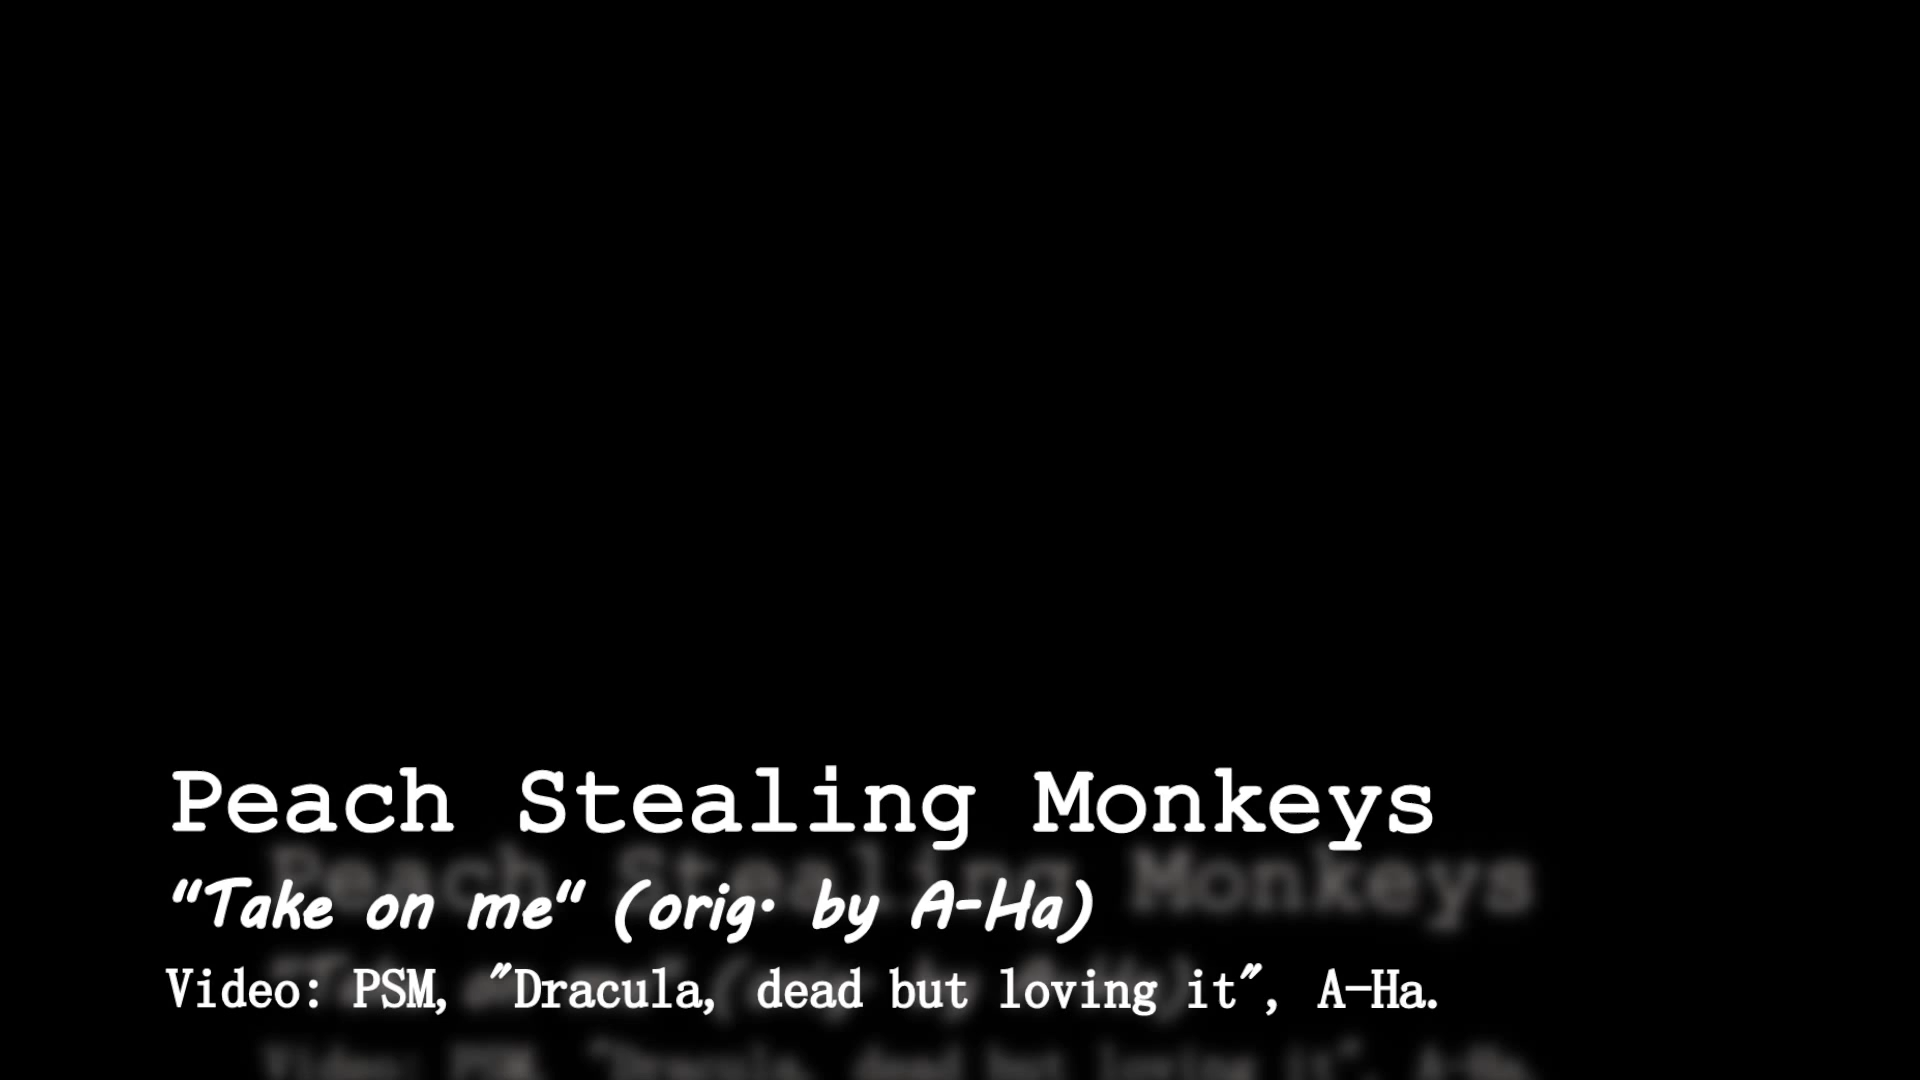 Peach Stealing Monkeys
"Take on me" (orig. by A-Ha)
Video: PSM, "Dracula, dead but loving it", A-Ha.